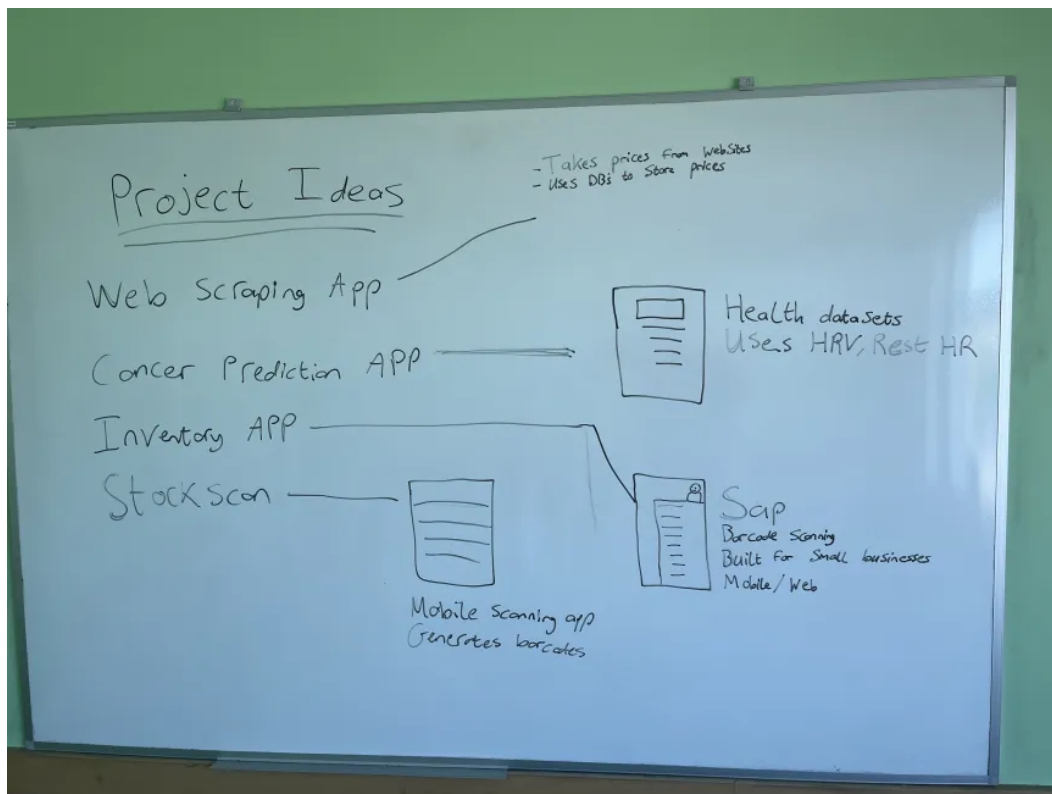 Project Ideas
- Takes prices from Websites
- Uses DBs to store prices
Web Scraping App
Cancer Prediction APP
Health datasets
Uses HRV, Rest HR
Inventory APP
Sap
Barcode Scanning
Built for Small businesses
Mobile/Web
Stockscan
Mobile Scanning app
Generates barcodes